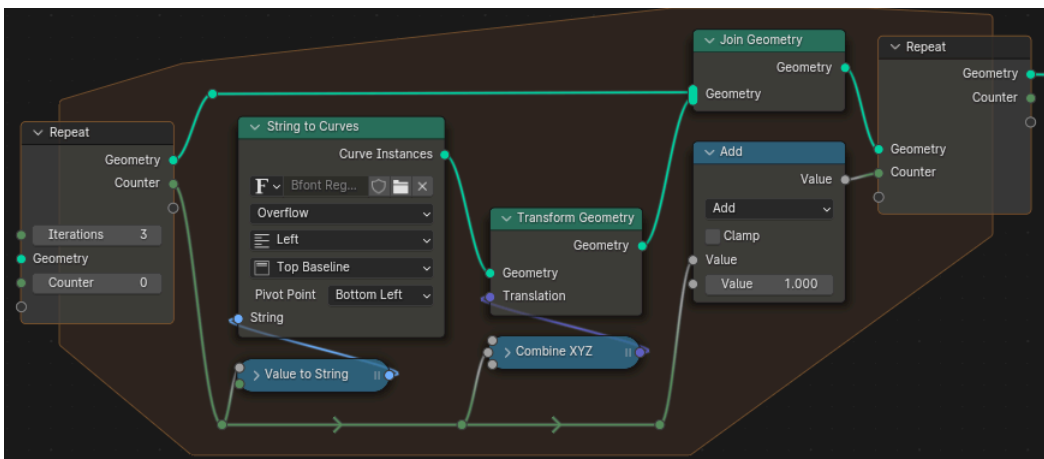 Repeat
Geometry
Counter
Iterations 3
Geometry
Counter 0
String to Curves
Curve Instances
F Bfont Reg...
Overflow
Left
Top Baseline
Pivot Point Bottom Left
String
Value to String
Transform Geometry
Geometry
Geometry
Translation
Combine XYZ
Join Geometry
Geometry
Geometry
Add
Value
Add
Clamp
Value
Value 1.000
Repeat
Geometry
Counter
Geometry
Counter